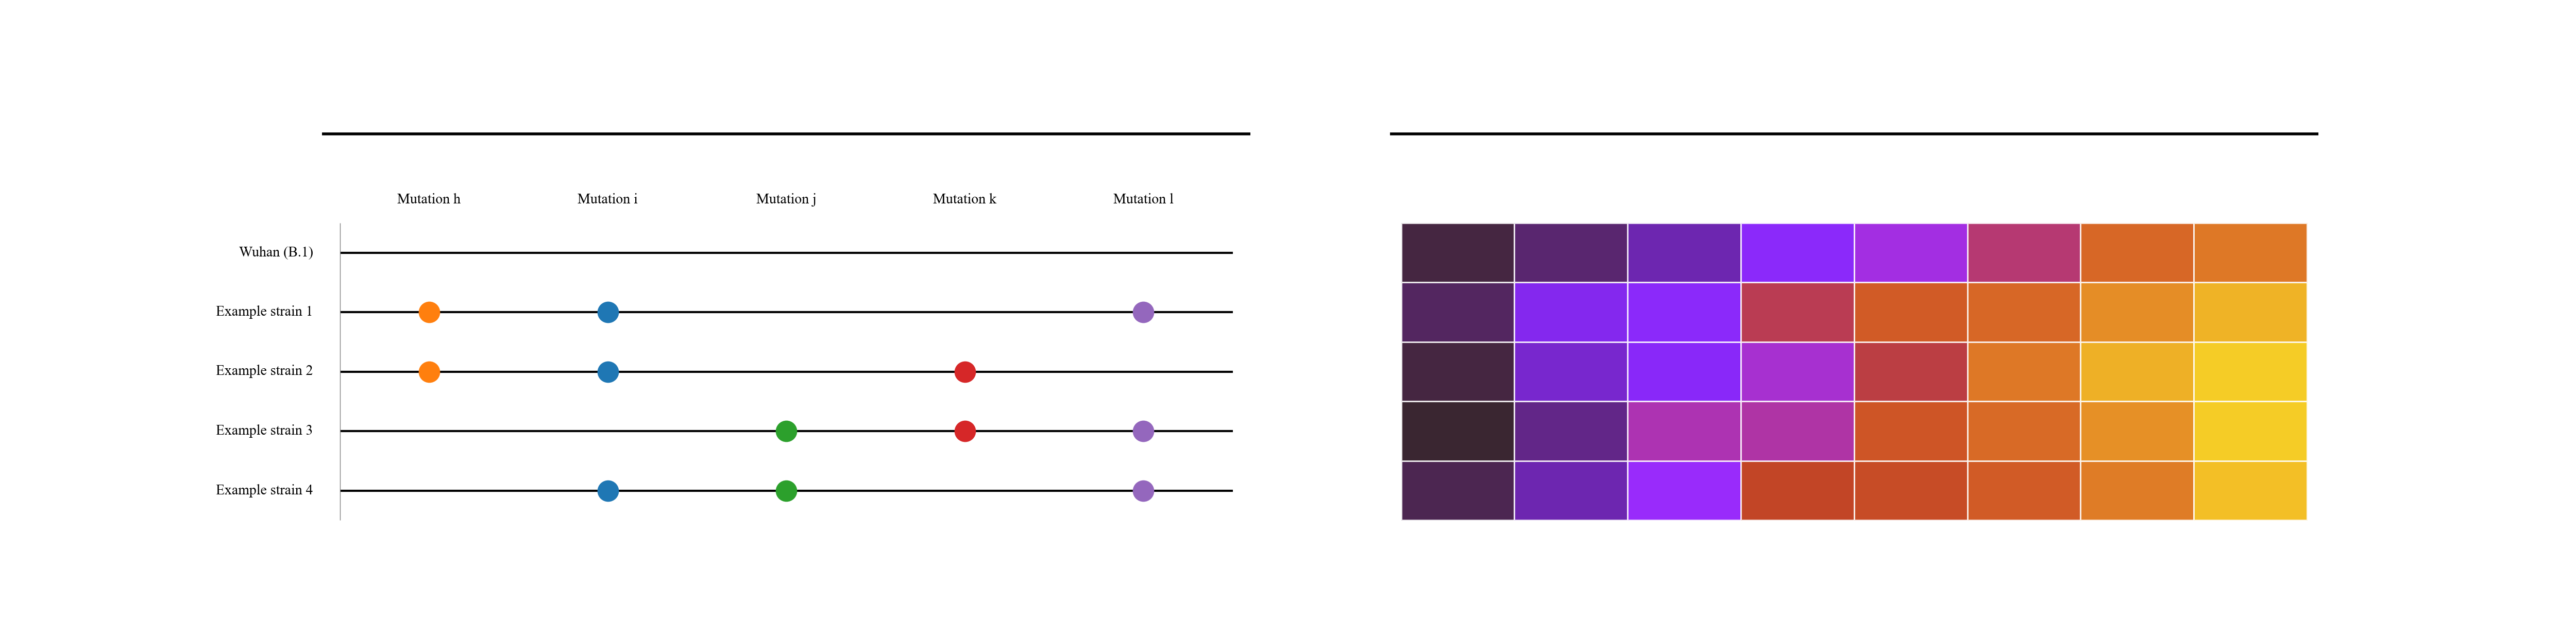 Mutation h Mutation i Mutation j Mutation k Mutation l
Wuhan (B.1)
Example strain 1
Example strain 2
Example strain 3
Example strain 4